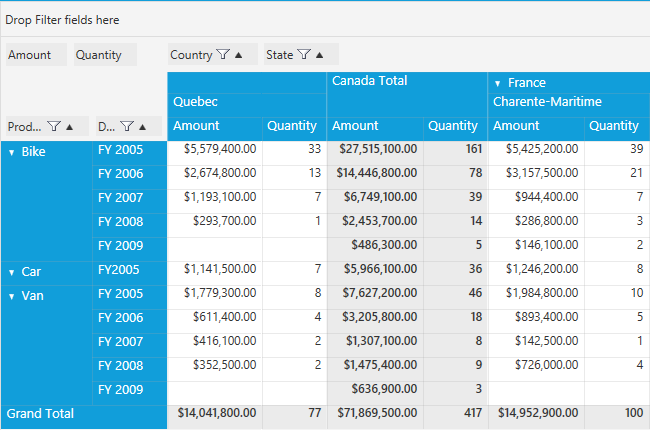 Drop Filter fields here
Amount Quantity Country State
Canada Total France
Quebec Charente-Maritime
Prod... D... Amount Quantity Amount Quantity Amount Quantity
Bike FY 2005 $5,579,400.00 33 $27,515,100.00 161 $5,425,200.00 39
FY 2006 $2,674,800.00 13 $14,446,800.00 78 $3,157,500.00 21
FY 2007 $1,193,100.00 7 $6,749,100.00 39 $944,400.00 7
FY 2008 $293,700.00 1 $2,453,700.00 14 $286,800.00 3
FY 2009 $486,300.00 5 $146,100.00 2
Car FY2005 $1,141,500.00 7 $5,966,100.00 36 $1,246,200.00 8
Van FY 2005 $1,779,300.00 8 $7,627,200.00 46 $1,984,800.00 10
FY 2006 $611,400.00 4 $3,205,800.00 18 $893,400.00 5
FY 2007 $416,100.00 2 $1,307,100.00 8 $142,500.00 1
FY 2008 $352,500.00 2 $1,475,400.00 9 $726,000.00 4
FY 2009 $636,900.00 3
Grand Total $14,041,800.00 77 $71,869,500.00 417 $14,952,900.00 100